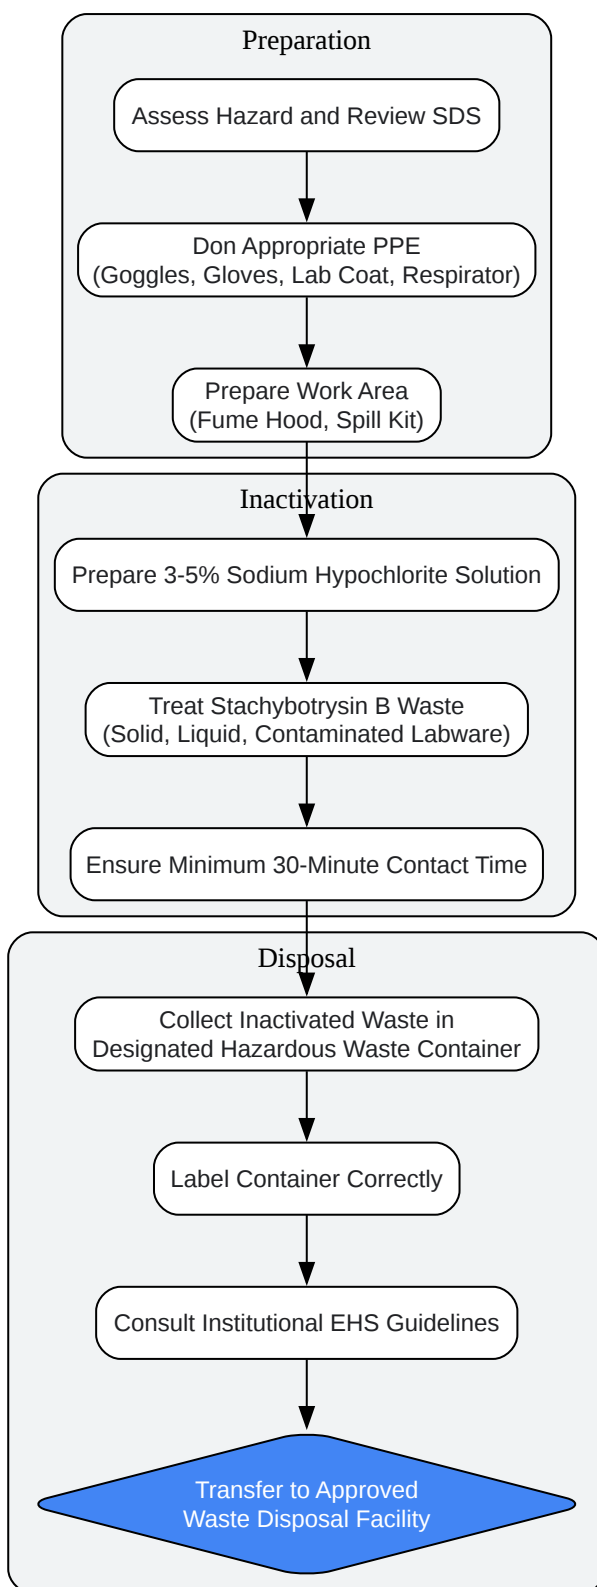 Preparation
Assess Hazard and Review SDS
Don Appropriate PPE
(Goggles, Gloves, Lab Coat, Respirator)
Prepare Work Area
(Fume Hood, Spill Kit)
Inactivation
Prepare 3-5% Sodium Hypochlorite Solution
Treat Stachybotrysin B Waste
(Solid, Liquid, Contaminated Labware)
Ensure Minimum 30-Minute Contact Time
Disposal
Collect Inactivated Waste in
Designated Hazardous Waste Container
Label Container Correctly
Consult Institutional EHS Guidelines
Transfer to Approved
Waste Disposal Facility